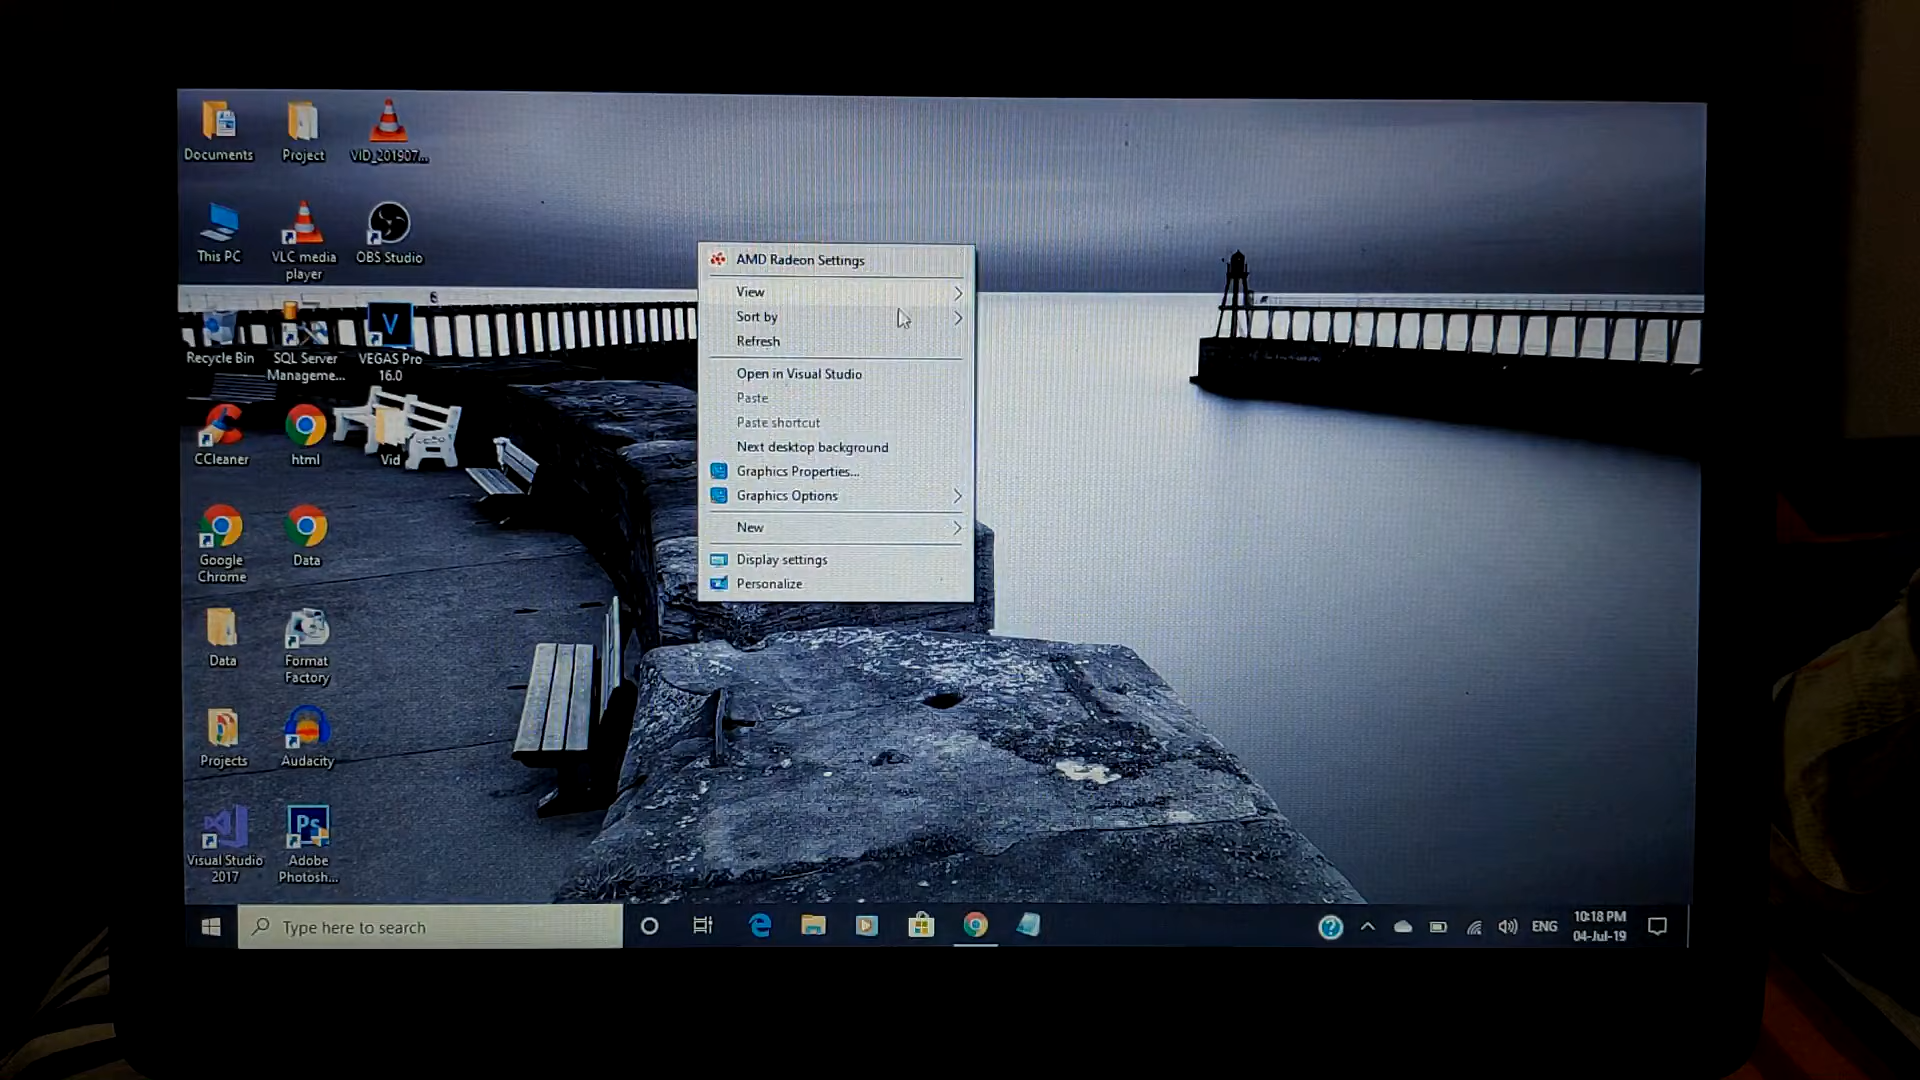 Documents
Project
VID_201907...
This PC
VLC media
player
OBS Studio
Recycle Bin
SQL Server
Manageme...
VEGAS Pro
16.0
CCleaner
html
Vid
Google
Chrome
Data
Data
Format
Factory
Projects
Audacity
Visual Studio
2017
Ps
Adobe
Photosh...
AMD Radeon Settings
View
Sort by
Refresh
Open in Visual Studio
Paste
Paste shortcut
Next desktop background
Graphics Properties...
Graphics Options
New
Display settings
Personalize
Type here to search
ENG
10:18 PM
04-Jul-19